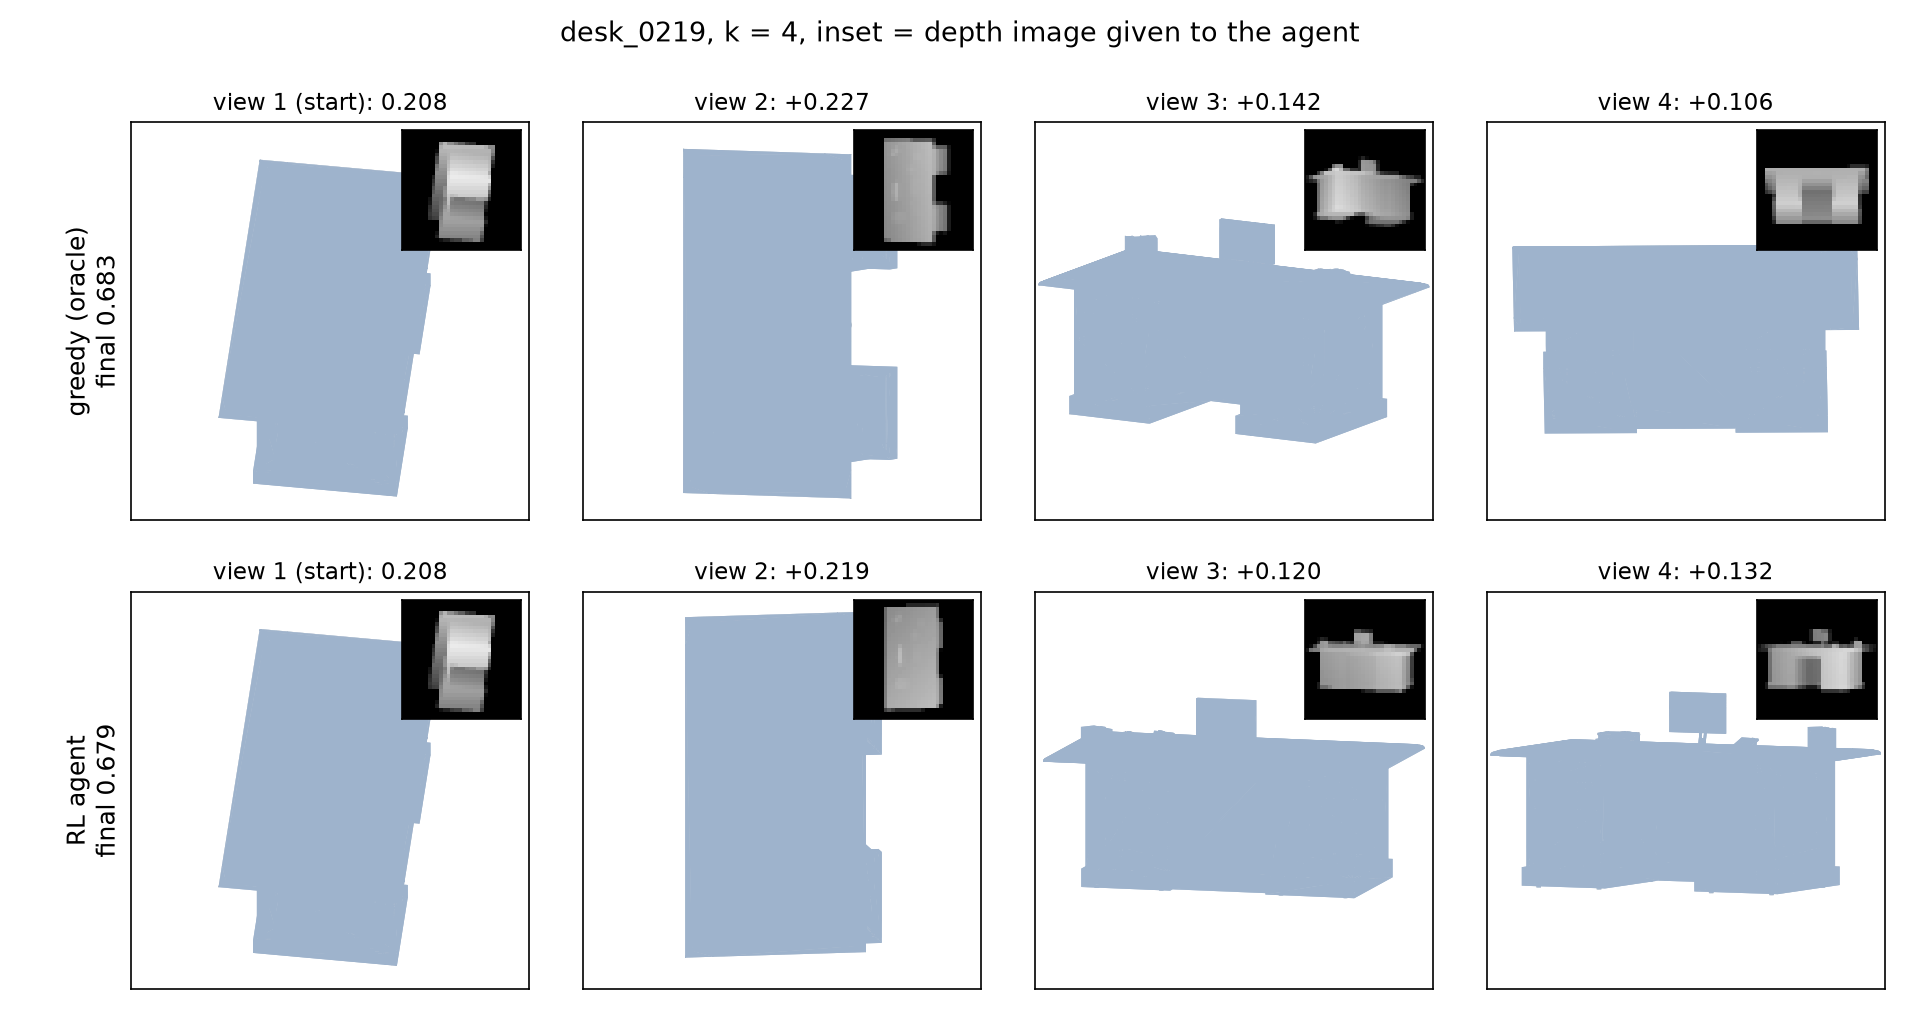 desk_0219, k = 4, inset = depth image given to the agent
greedy (oracle)
final 0.683
view 1 (start): 0.208
view 2: +0.227
view 3: +0.142
view 4: +0.106
RL agent
final 0.679
view 1 (start): 0.208
view 2: +0.219
view 3: +0.120
view 4: +0.132